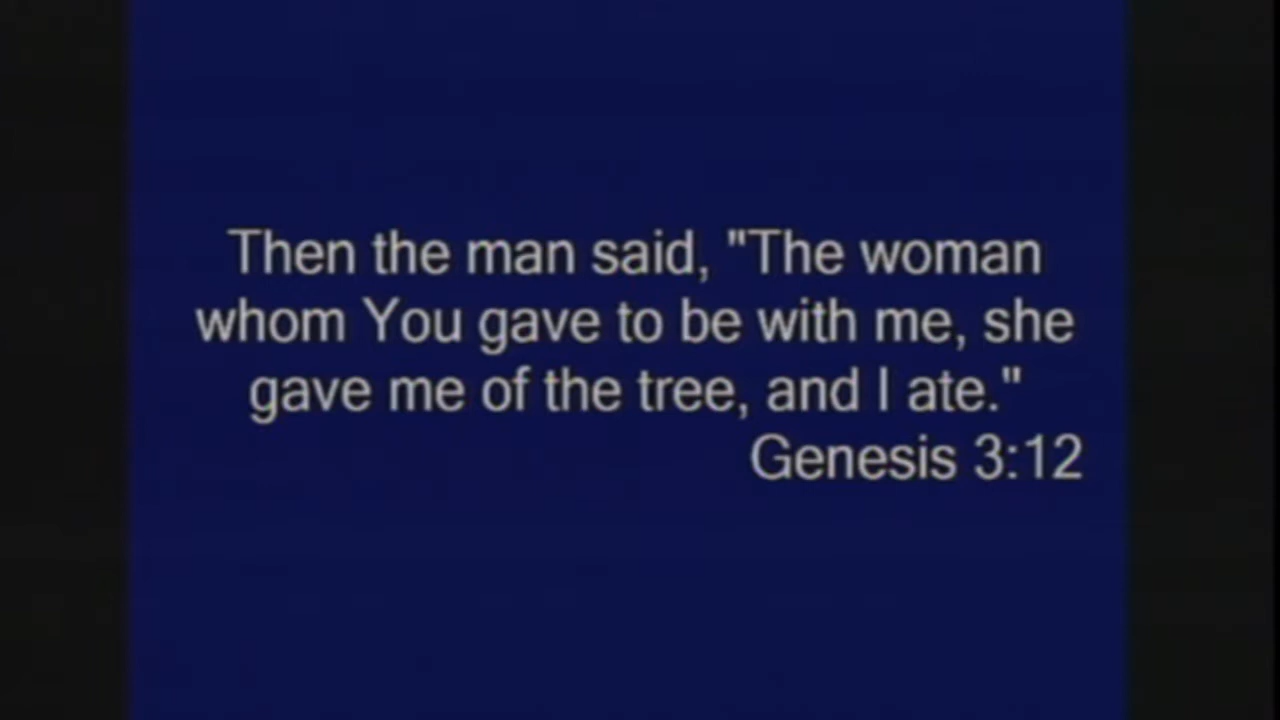 Then the man said, "The woman
whom You gave to be with me, she
gave me of the tree, and I ate."
Genesis 3:12